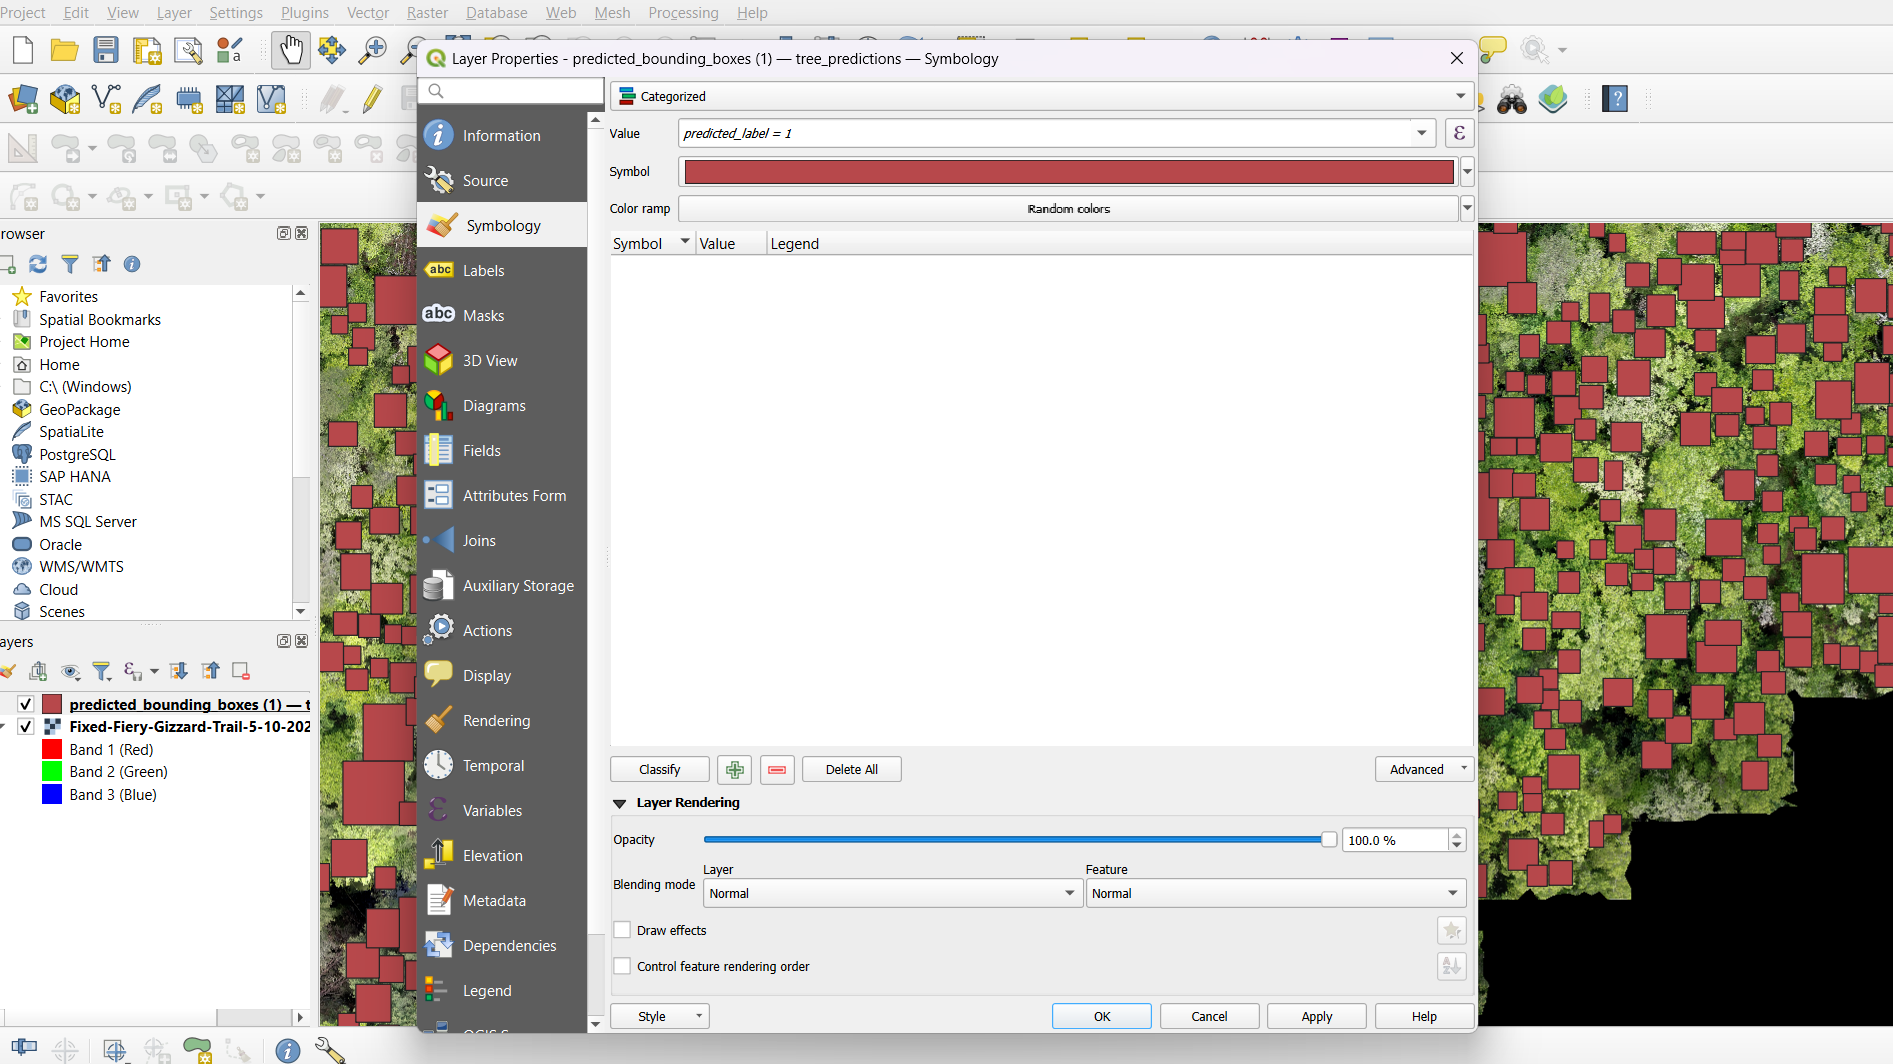 Project Edit View Layer Settings Plugins Vector Raster Database Web Mesh Processing Help
Layer Properties - predicted_bounding_boxes (1) — tree_predictions — Symbology
Information
Source
Symbology
Labels
Masks
3D View
Diagrams
Fields
Attributes Form
Joins
Auxiliary Storage
Actions
Display
Rendering
Temporal
Variables
Elevation
Metadata
Dependencies
Legend
Categorized
Value predicted_label = 1 ε
Symbol
Color ramp Random colors
Symbol Value Legend
Classify Delete All Advanced
Layer Rendering
Opacity 100.0 %
Blending mode
Layer
Normal
Feature
Normal
Draw effects
Control feature rendering order
Style OK Cancel Apply Help
rowser
Favorites
Spatial Bookmarks
Project Home
Home
C:\ (Windows)
GeoPackage
SpatiaLite
PostgreSQL
SAP HANA
STAC
MS SQL Server
Oracle
WMS/WMTS
Cloud
Scenes
ayers
predicted_bounding_boxes (1) — t
Fixed-Fiery-Gizzard-Trail-5-10-202
Band 1 (Red)
Band 2 (Green)
Band 3 (Blue)